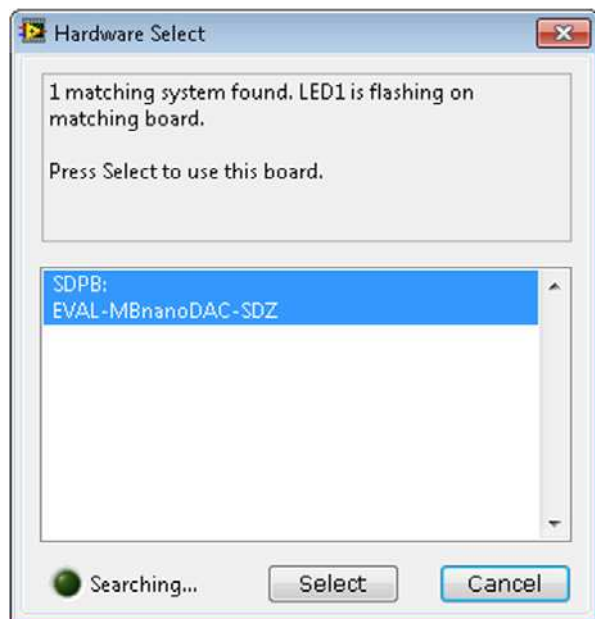 Hardware Select
1 matching system found. LED1 is flashing on
matching board.
Press Select to use this board.
SDPB:
EVAL-MBnanoDAC-SDZ
Searching...
Select
Cancel